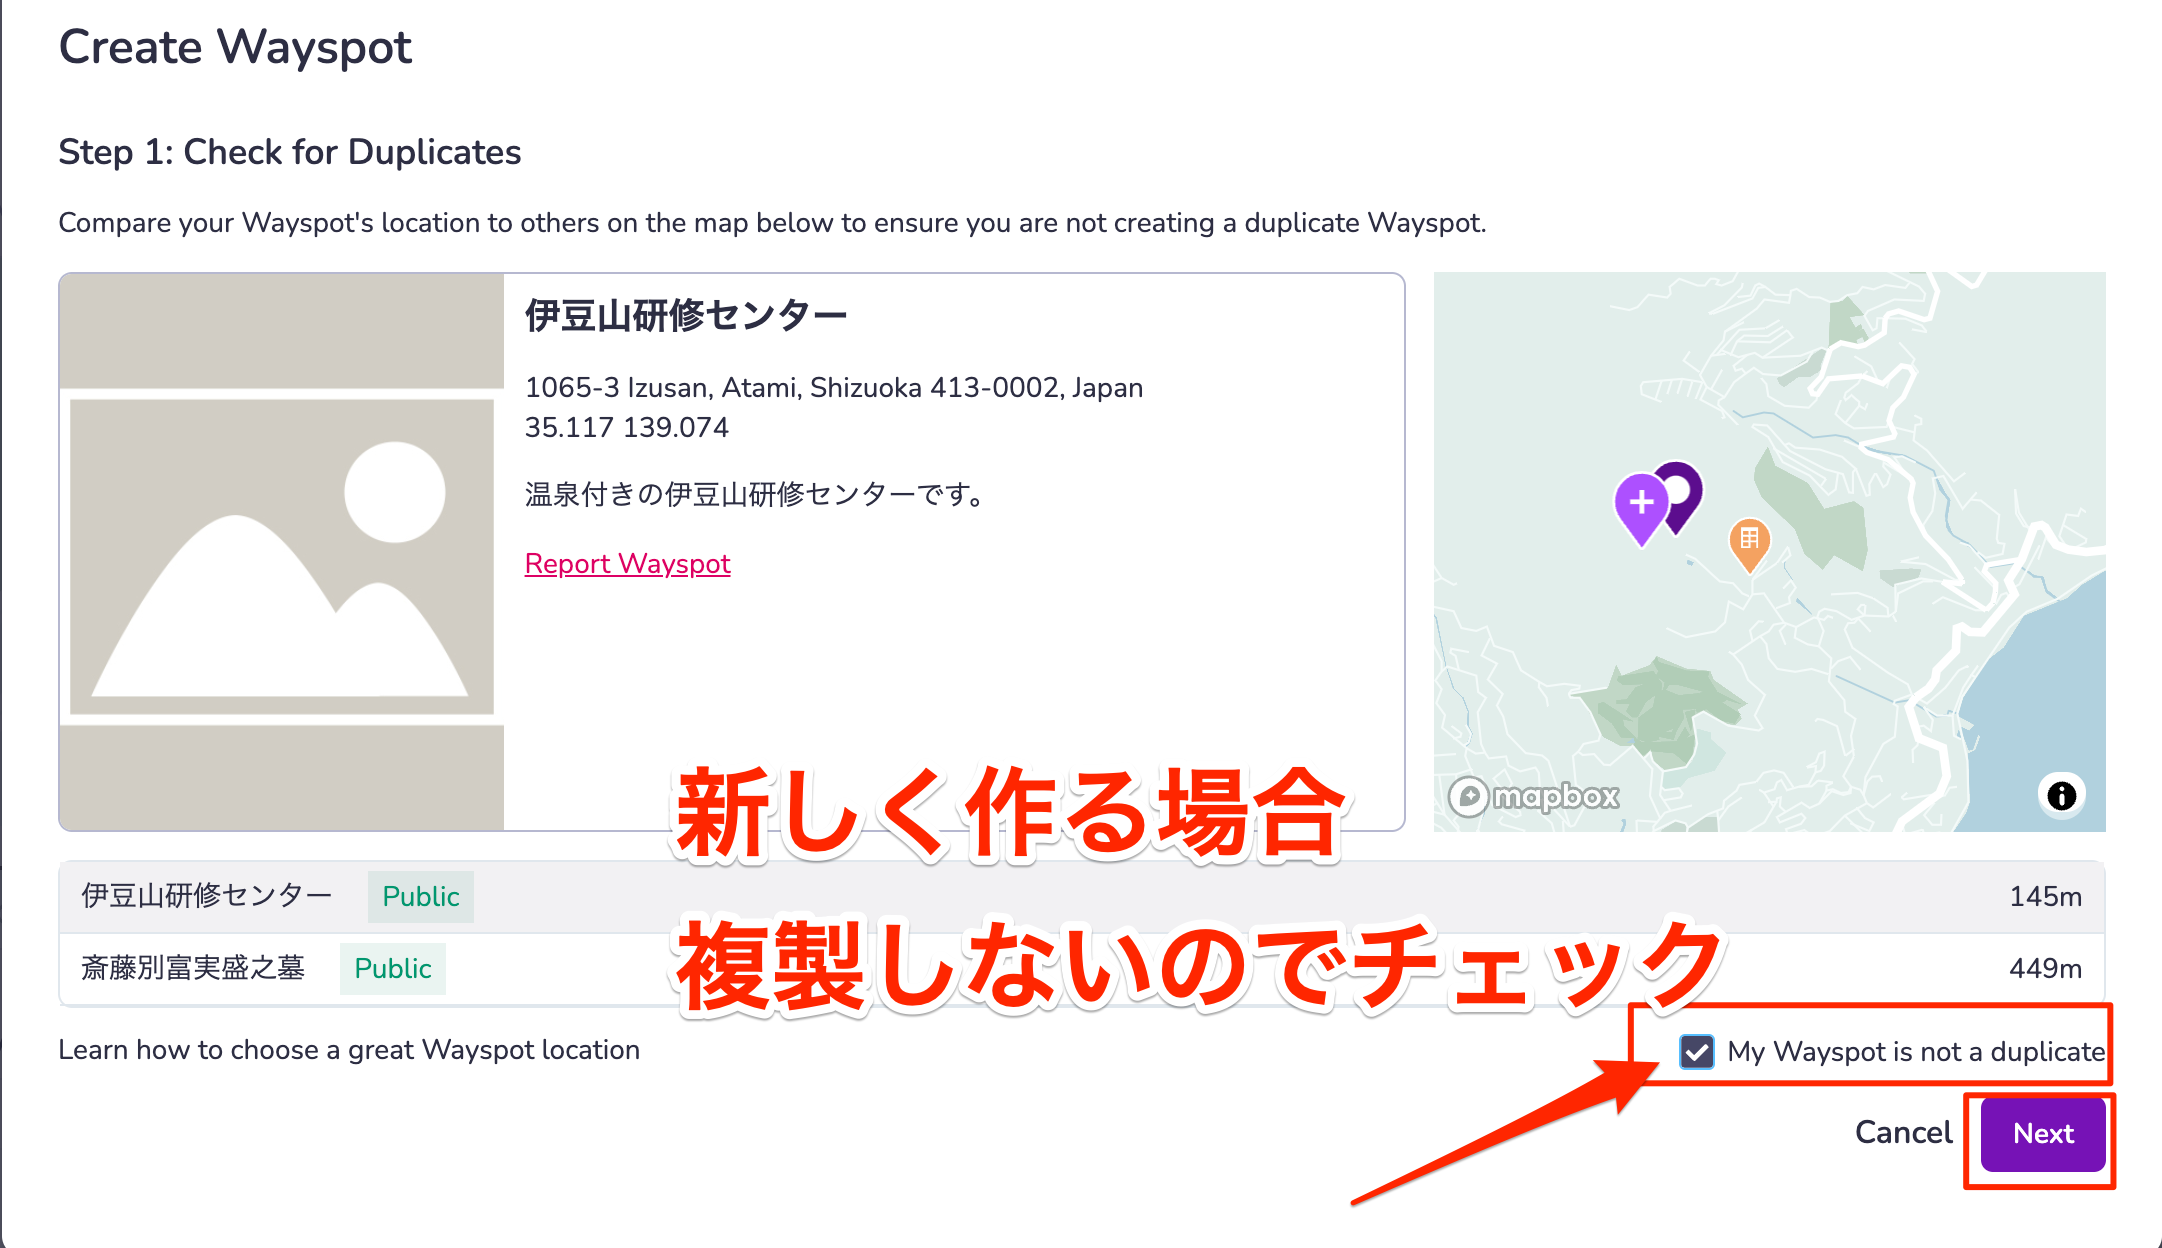 Create Wayspot
Step 1: Check for Duplicates
Compare your Wayspot's location to others on the map below to ensure you are not creating a duplicate Wayspot.
伊豆山研修センター
1065-3 Izusan, Atami, Shizuoka 413-0002, Japan
35.117 139.074
温泉付きの伊豆山研修センターです。
Report Wayspot
mapbox
新しく作る場合
伊豆山研修センター Public 145m
複製しないのでチェック
斎藤別富実盛之墓 Public 449m
Learn how to choose a great Wayspot location
My Wayspot is not a duplicate
Cancel Next